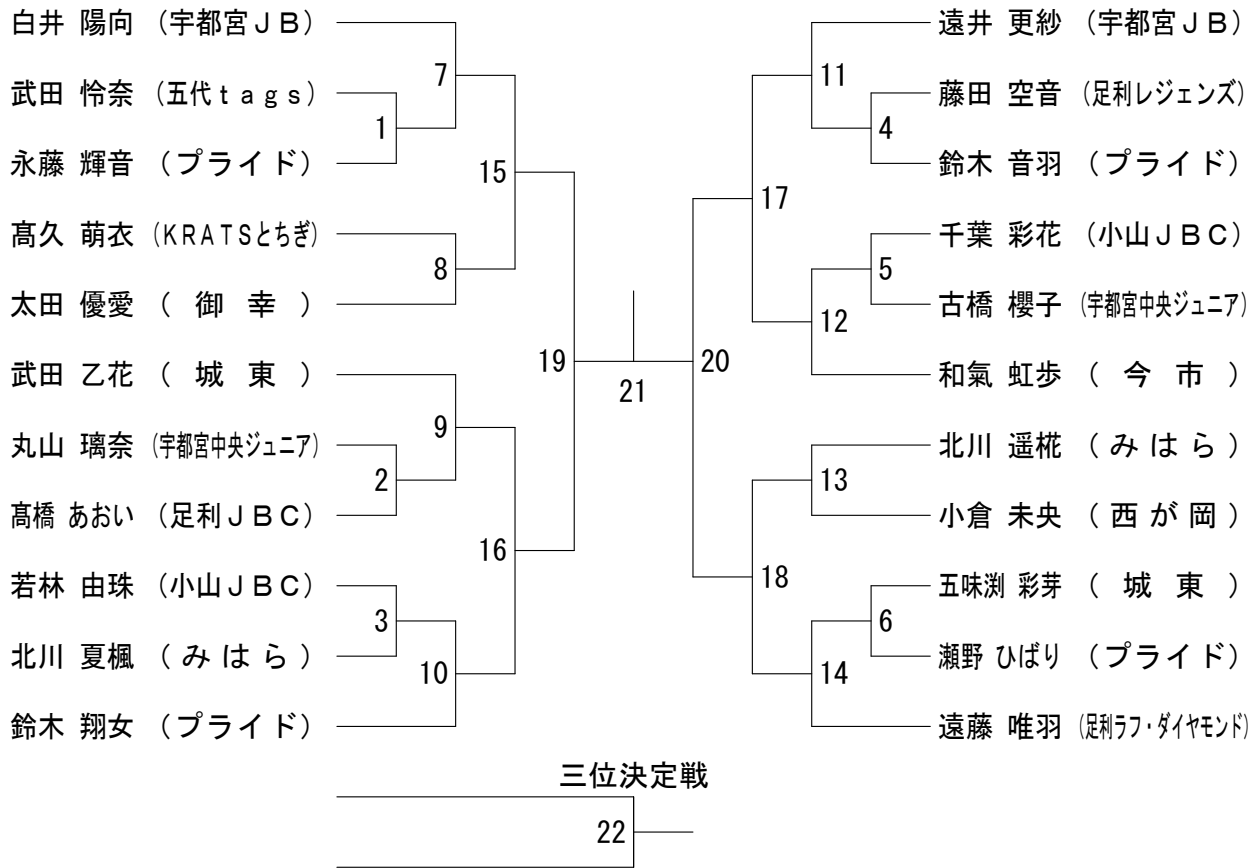 白井 陽向 （宇都宮ＪＢ）
武田 怜奈 （五代ｔａｇｓ）
永藤 輝音 （プライド）
髙久 萌衣 （ＫＲＡＴＳとちぎ）
太田 優愛 （ 御 幸 ）
武田 乙花 （ 城 東 ）
丸山 璃奈 （宇都宮中央ジュニア）
髙橋 あおい （足利ＪＢＣ）
若林 由珠 （小山ＪＢＣ）
北川 夏楓 （ み は ら ）
鈴木 翔女 （プライド）
1
2
3
7
8
9
10
15
16
19
21
20
17
18
11
12
13
14
4
5
6
遠井 更紗 （宇都宮ＪＢ）
藤田 空音 （足利レジェンズ）
鈴木 音羽 （プライド）
千葉 彩花 （小山ＪＢＣ）
古橋 櫻子 （宇都宮中央ジュニア）
和氣 虹歩 （ 今 市 ）
北川 遥椛 （ み は ら ）
小倉 未央 （ 西 が 岡 ）
五味渕 彩芽 （ 城 東 ）
瀬野 ひばり （プライド）
遠藤 唯羽 （足利ラフ・ダイヤモンド）
三位決定戦
22